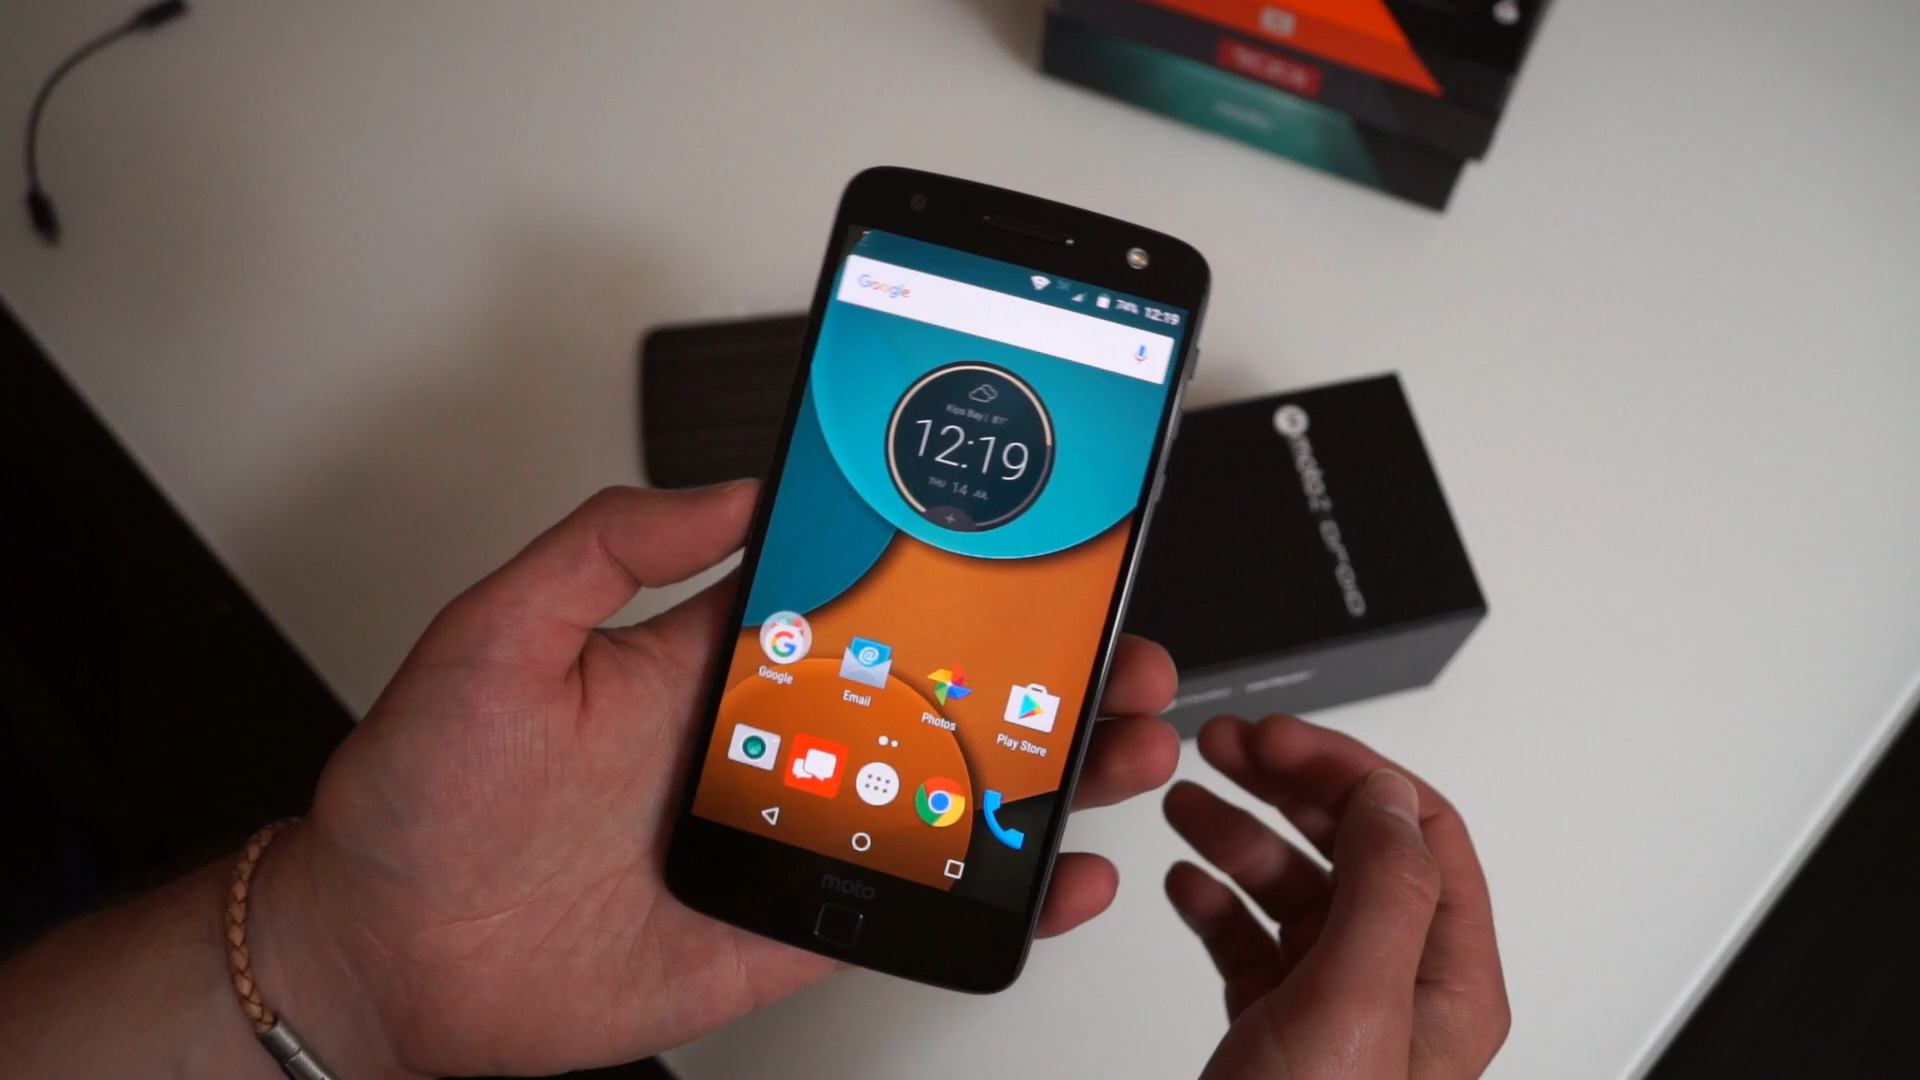 Google
74% 12:19
Kips Bay | 81°
12:19
THU 14 JUL
Google
Email
Photos
Play Store
moto
moto z DROID